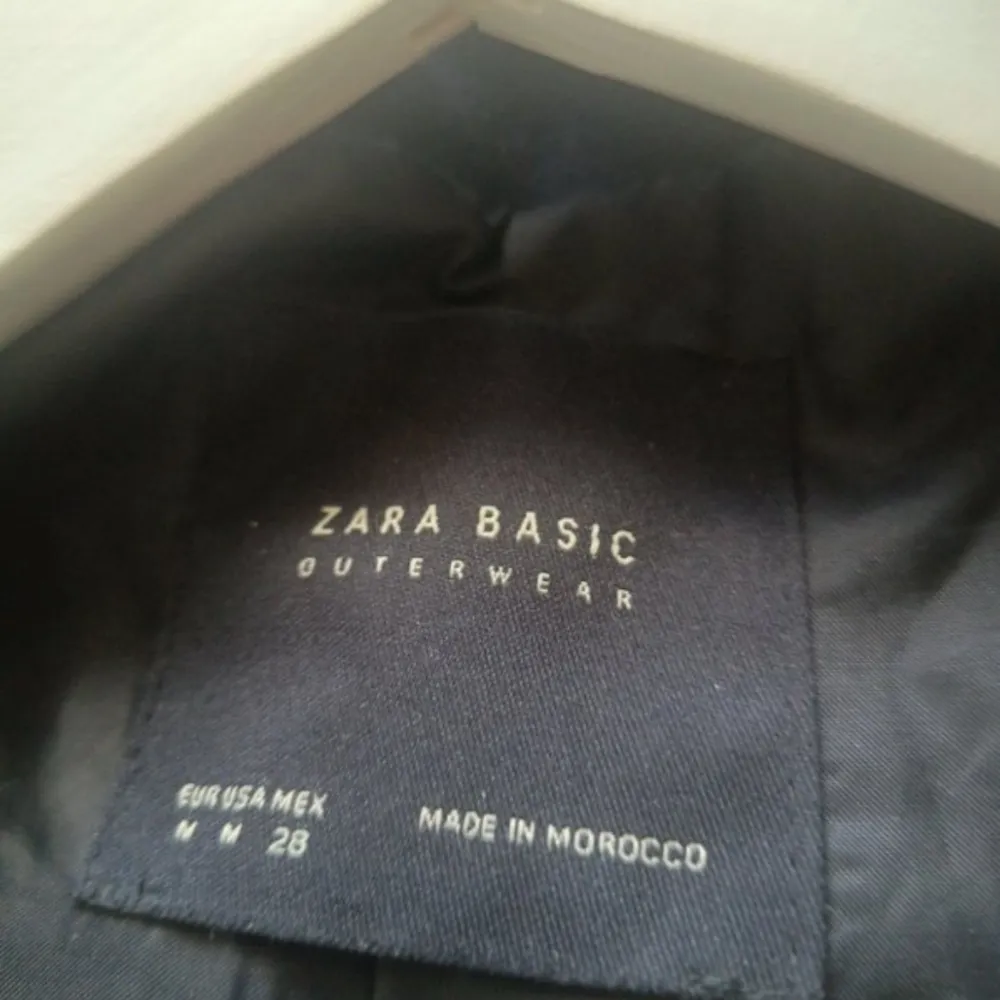 ZARA BASIC
OUTERWEAR
EUR USA MEX
M M 28
MADE IN MOROCCO